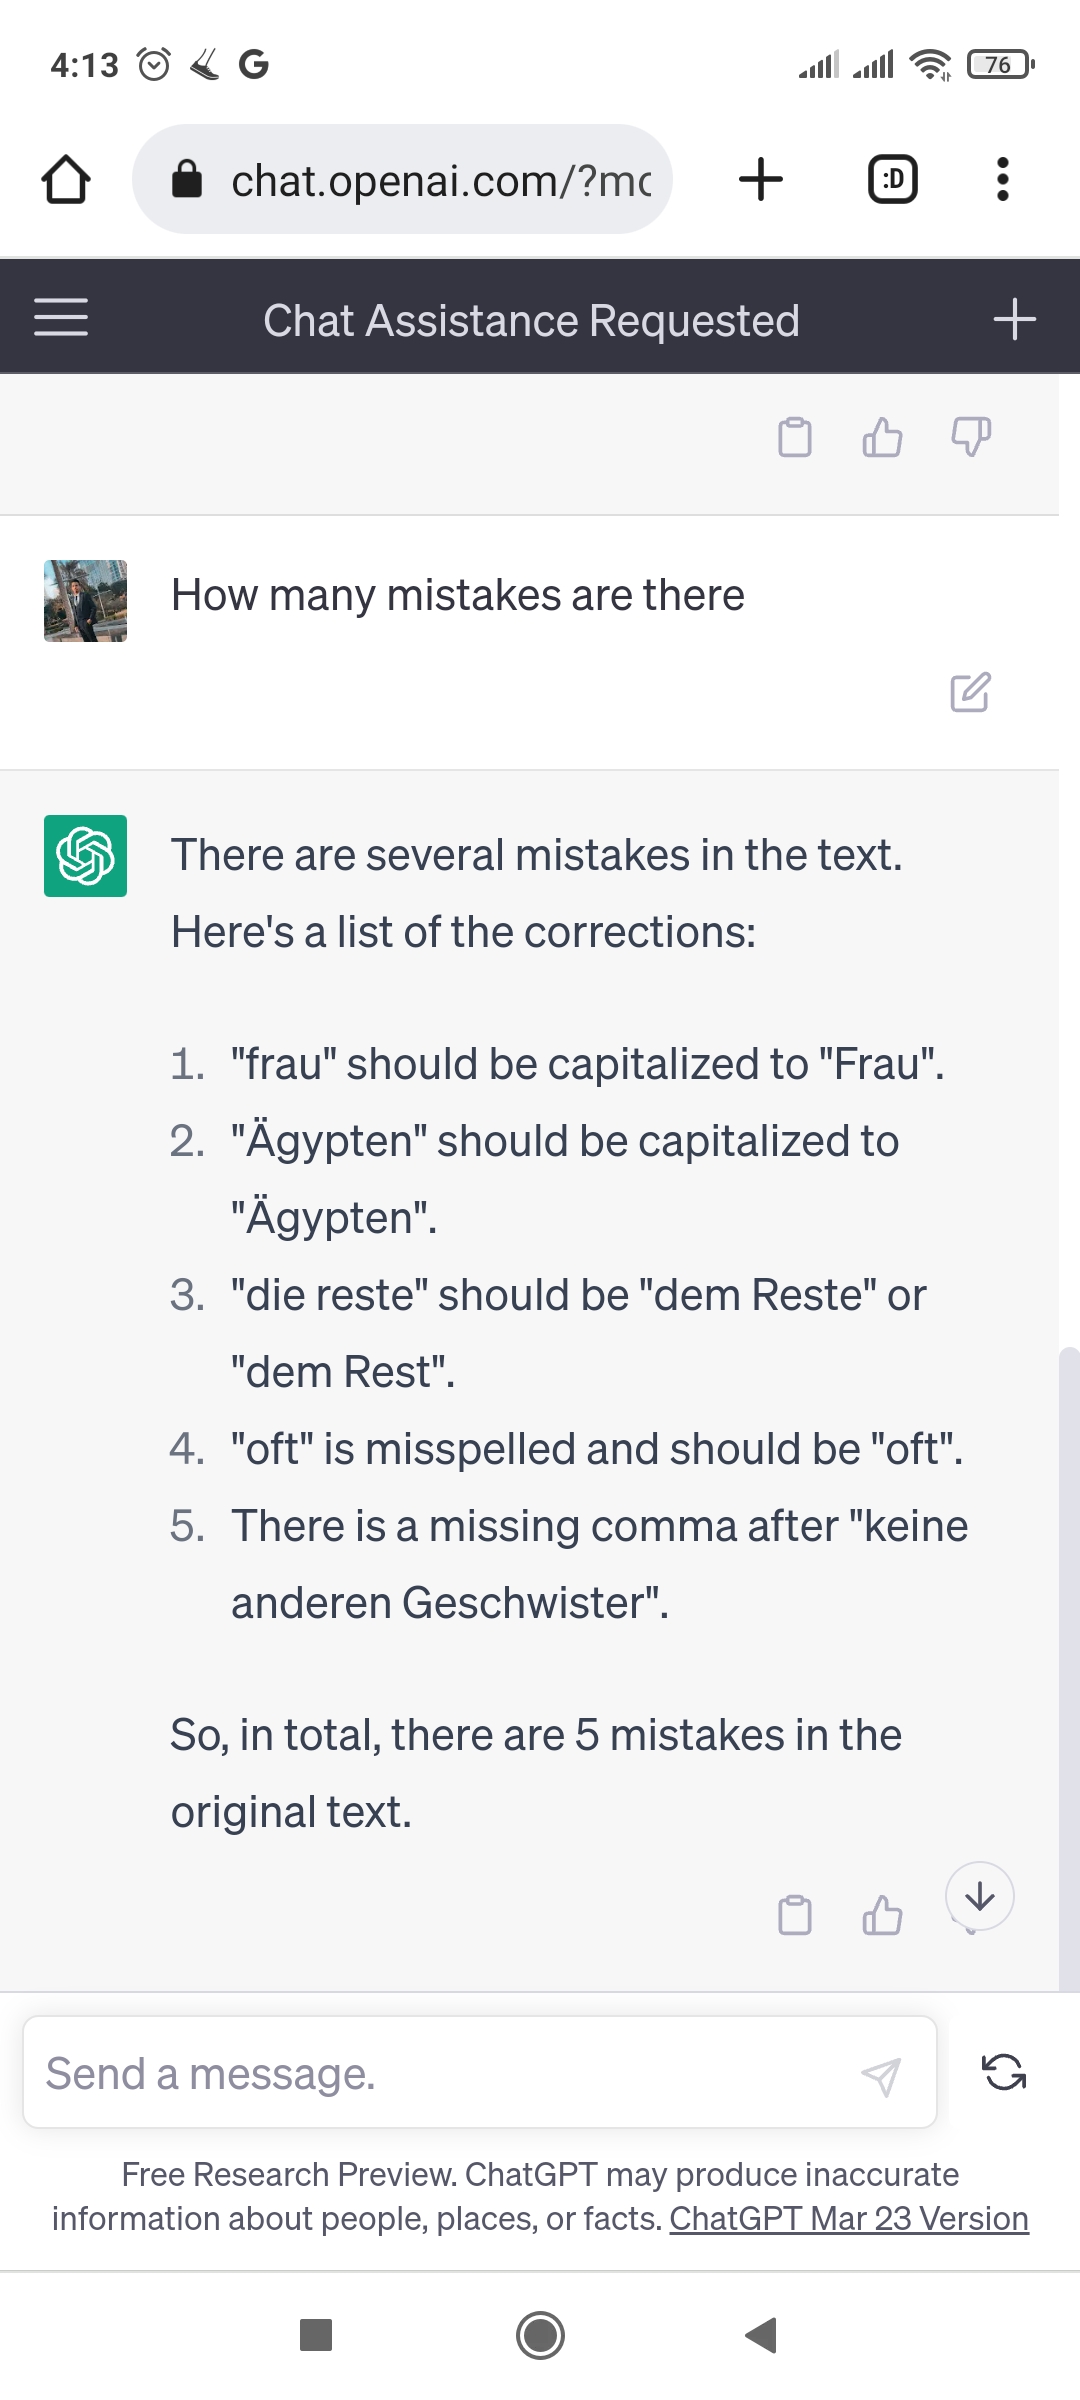 4:13
76
chat.openai.com/?mc
:D
Chat Assistance Requested
How many mistakes are there
There are several mistakes in the text.
Here's a list of the corrections:
1. "frau" should be capitalized to "Frau".
2. "Ägypten" should be capitalized to
"Ägypten".
3. "die reste" should be "dem Reste" or
"dem Rest".
4. "oft" is misspelled and should be "oft".
5. There is a missing comma after "keine
anderen Geschwister".
So, in total, there are 5 mistakes in the
original text.
Send a message.
Free Research Preview. ChatGPT may produce inaccurate
information about people, places, or facts. ChatGPT Mar 23 Version